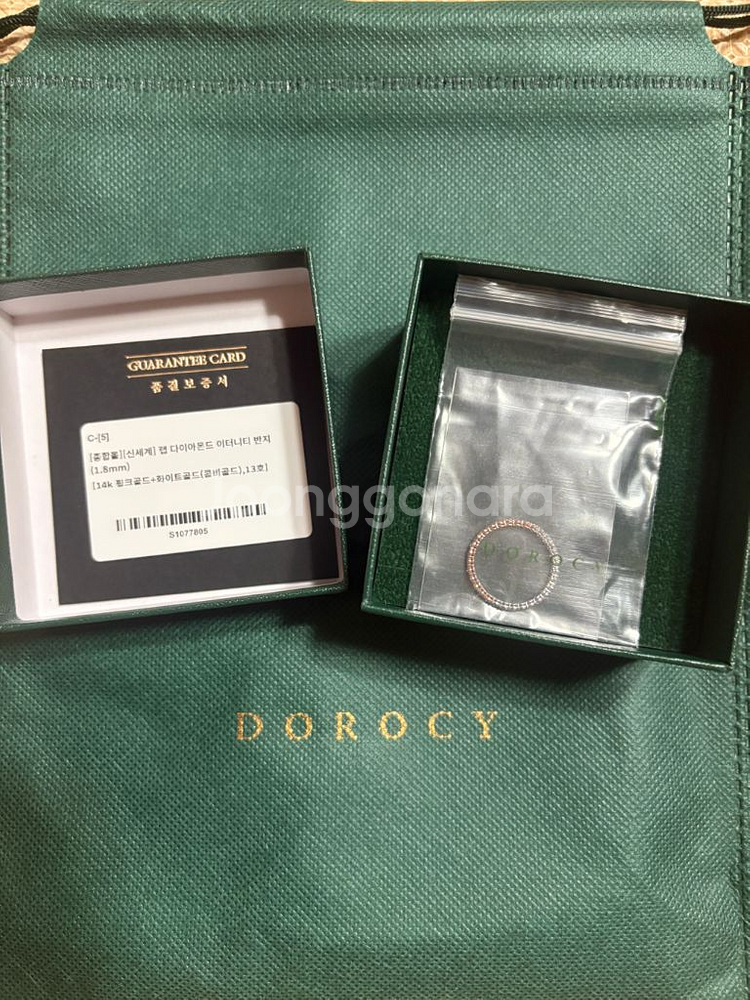 GUARANTEE CARD
품질보증서
C-[5]
[종합몰][신세계] 랩 다이아몬드 이터니티 반지
(1.8mm)
[14k 핑크골드+화이트골드(콤비골드),13호]
S1077805
joonggonara
DOROCY
DOROCY